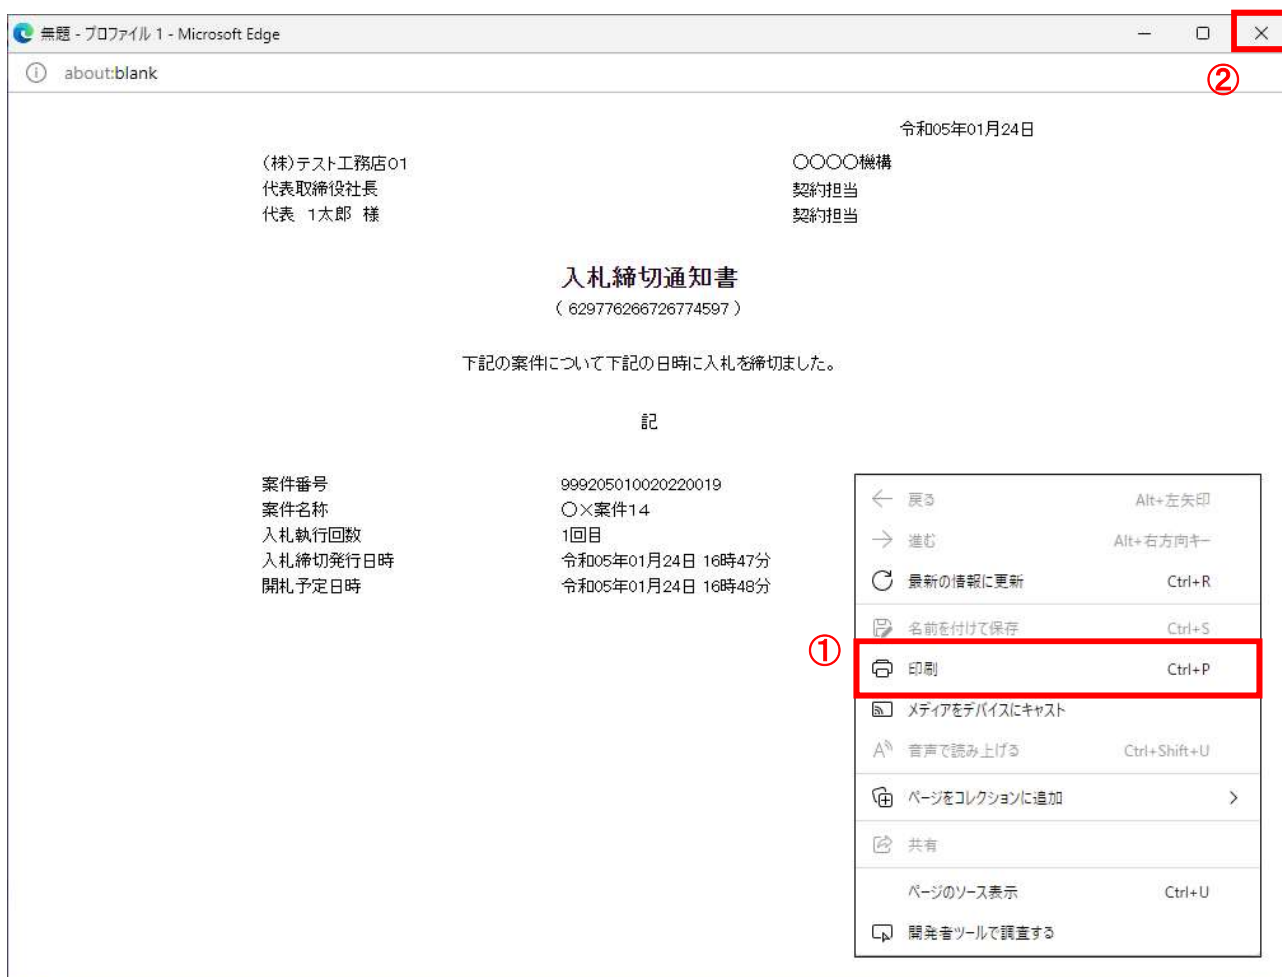 無題 - プロファイル 1 - Microsoft Edge
②
about:blank
令和05年01月24日
(株)テスト工務店01
〇〇〇〇機構
代表取締役社長
契約担当
代表 1太郎 様
契約担当
入札締切通知書
( 629776266726774597 )
下記の案件について下記の日時に入札を締切ました。
記
案件番号 999205010020220019
案件名称 〇×案件14
入札執行回数 1回目
入札締切発行日時 令和05年01月24日 16時47分
開札予定日時 令和05年01月24日 16時48分
戻る Alt+左矢印
進む Alt+右方向キー
最新の情報に更新 Ctrl+R
名前を付けて保存 Ctrl+S
①
印刷 Ctrl+P
メディアをデバイスにキャスト
音声で読み上げる Ctrl+Shift+U
ページをコレクションに追加
共有
ページのソース表示 Ctrl+U
開発者ツールで調査する